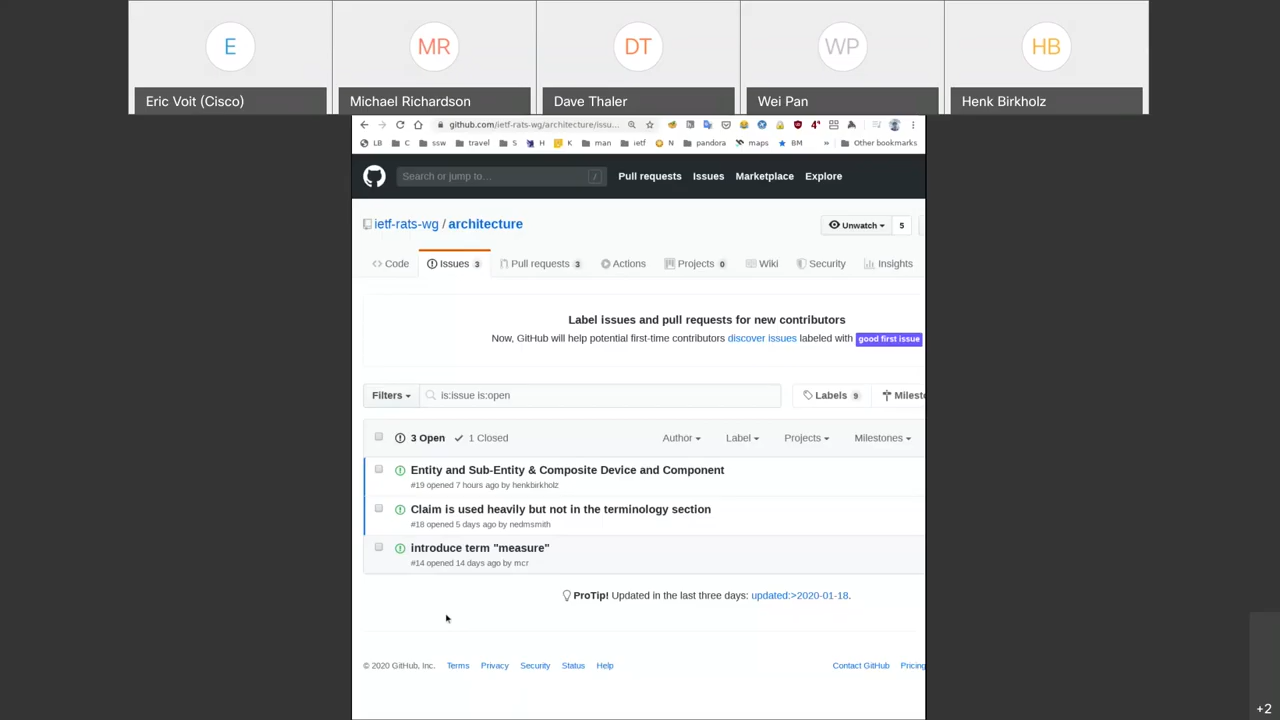 E MR DT WP HB
Eric Voit (Cisco) Michael Richardson Dave Thaler Wei Pan Henk Birkholz
github.com/ietf-rats-wg/architecture/issu...
LB C ssw travel S H K man ietf N pandora maps BM » Other bookmarks
Search or jump to... / Pull requests Issues Marketplace Explore
ietf-rats-wg / architecture Unwatch 5
Code Issues 3 Pull requests 3 Actions Projects 0 Wiki Security Insights
Label issues and pull requests for new contributors
Now, GitHub will help potential first-time contributors discover issues labeled with good first issue
Filters is:issue is:open Labels 9 Milesto
3 Open 1 Closed Author Label Projects Milestones
Entity and Sub-Entity & Composite Device and Component
#19 opened 7 hours ago by henkbirkholz
Claim is used heavily but not in the terminology section
#18 opened 5 days ago by nedmsmith
introduce term "measure"
#14 opened 14 days ago by mcr
ProTip! Updated in the last three days: updated:>2020-01-18.
© 2020 GitHub, Inc. Terms Privacy Security Status Help Contact GitHub Pricing
+2